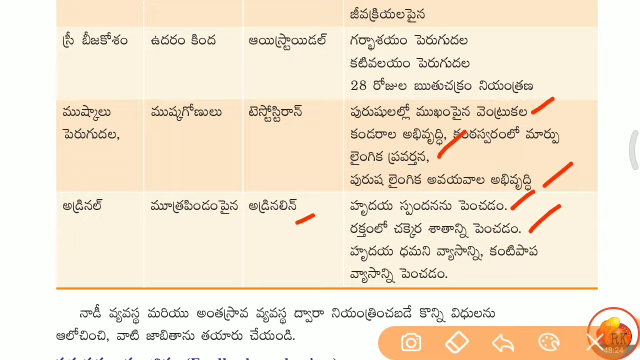 జీవక్రియలపైన
స్రీ బీజకోశం ఉదరం కింద ఆయిస్ట్రాయిడల్ గర్భాశయం పెరుగుదల
కటివలయం పెరుగుదల
28 రోజుల ఋతుచక్రం నియంత్రణ
ముష్కాలు ముష్కగోణులు టెస్టోస్టిరాన్ పురుషులల్లో ముఖంపైన వెంట్రుకల
పెరుగుదల, కండరాల అభివృద్ధి, కంఠస్వరంలో మార్పు
లైంగిక ప్రవర్తన,
పురుష లైంగిక అవయవాల అభివృద్ధి
అడ్రినల్ మూత్రపిండంపైన అడ్రినలిన్ హృదయ స్పందనను పెంచడం.
రక్తంలో చక్కెర శాతాన్ని పెంచడం.
హృదయ ధమని వ్యాసాన్ని, కంటిపాప
వ్యాసాన్ని పెంచడం.
నాడీ వ్యవస్థ మరియు అంతస్రావ వ్యవస్థ ద్వారా నియంత్రించబడే కొన్ని విధులను
ఆలోచించి, వాటి జాబితాను తయారు చేయండి.